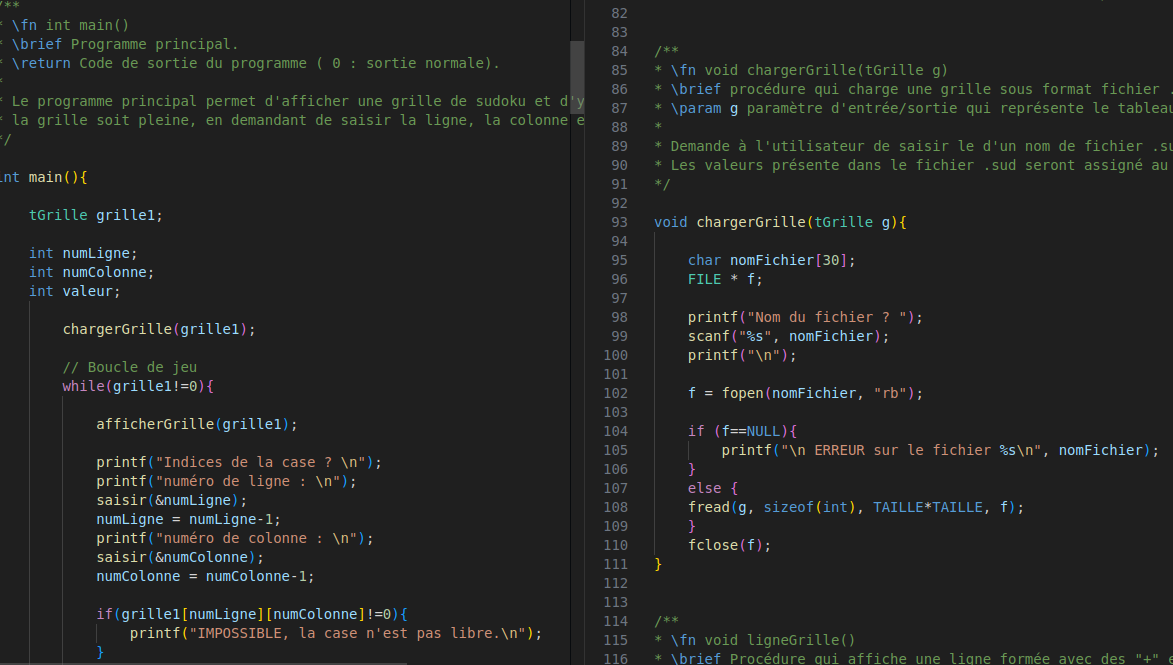 /**
* \fn int main()
* \brief Programme principal.
* \return Code de sortie du programme ( 0 : sortie normale).
*
* Le programme principal permet d'afficher une grille de sudoku et d'y
* la grille soit pleine, en demandant de saisir la ligne, la colonne e
*/
int main(){
tGrille grille1;
int numLigne;
int numColonne;
int valeur;
chargerGrille(grille1);
// Boucle de jeu
while(grille1!=0){
afficherGrille(grille1);
printf("Indices de la case ? \n");
printf("numéro de ligne : \n");
saisir(&numLigne);
numLigne = numLigne-1;
printf("numéro de colonne : \n");
saisir(&numColonne);
numColonne = numColonne-1;
if(grille1[numLigne][numColonne]!=0){
printf("IMPOSSIBLE, la case n'est pas libre.\n");
}
82
83
84 /**
85 * \fn void chargerGrille(tGrille g)
86 * \brief procédure qui charge une grille sous format fichier .
87 * \param g paramètre d'entrée/sortie qui représente le tableau
88 *
89 * Demande à l'utilisateur de saisir le d'un nom de fichier .su
90 * Les valeurs présente dans le fichier .sud seront assigné au
91 */
92
93 void chargerGrille(tGrille g){
94
95 char nomFichier[30];
96 FILE * f;
97
98 printf("Nom du fichier ? ");
99 scanf("%s", nomFichier);
100 printf("\n");
101
102 f = fopen(nomFichier, "rb");
103
104 if (f==NULL){
105 printf("\n ERREUR sur le fichier %s\n", nomFichier);
106 }
107 else {
108 fread(g, sizeof(int), TAILLE*TAILLE, f);
109 }
110 fclose(f);
111 }
112
113
114 /**
115 * \fn void ligneGrille()
116 * \brief Procédure qui affiche une ligne formée avec des "+" e